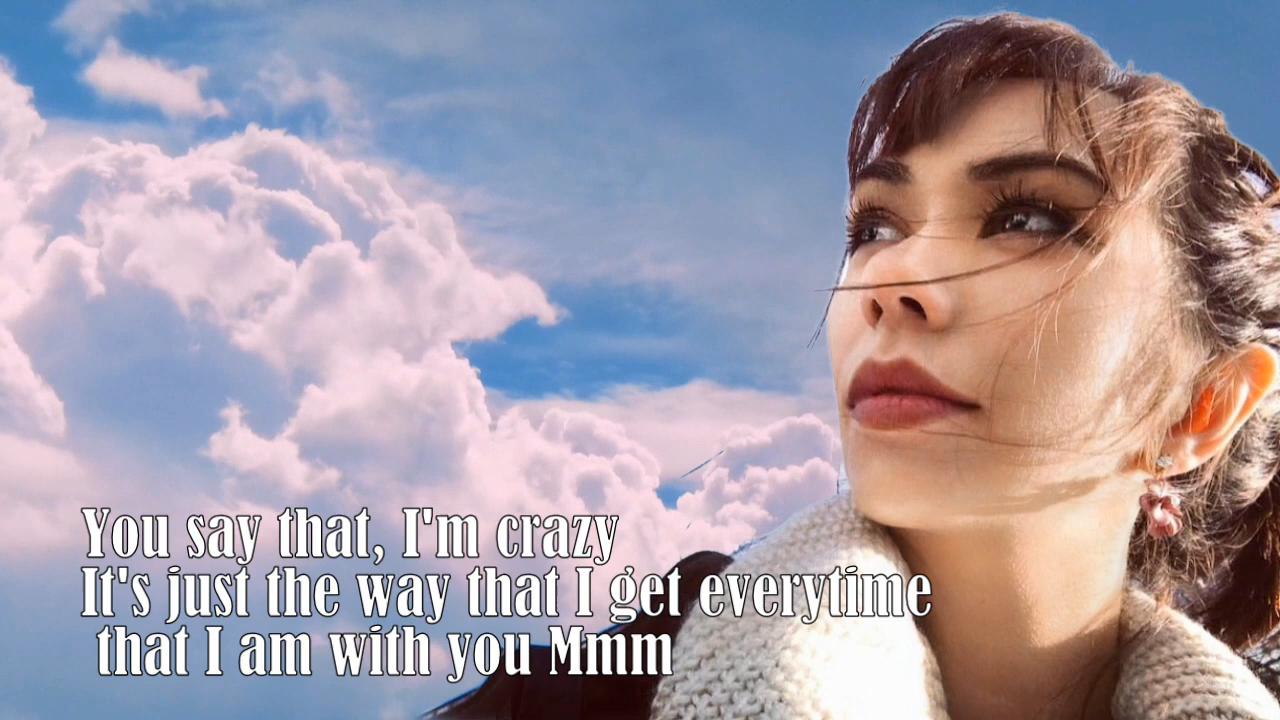 You say that, I'm crazy
It's just the way that I get everytime
that I am with you Mmm